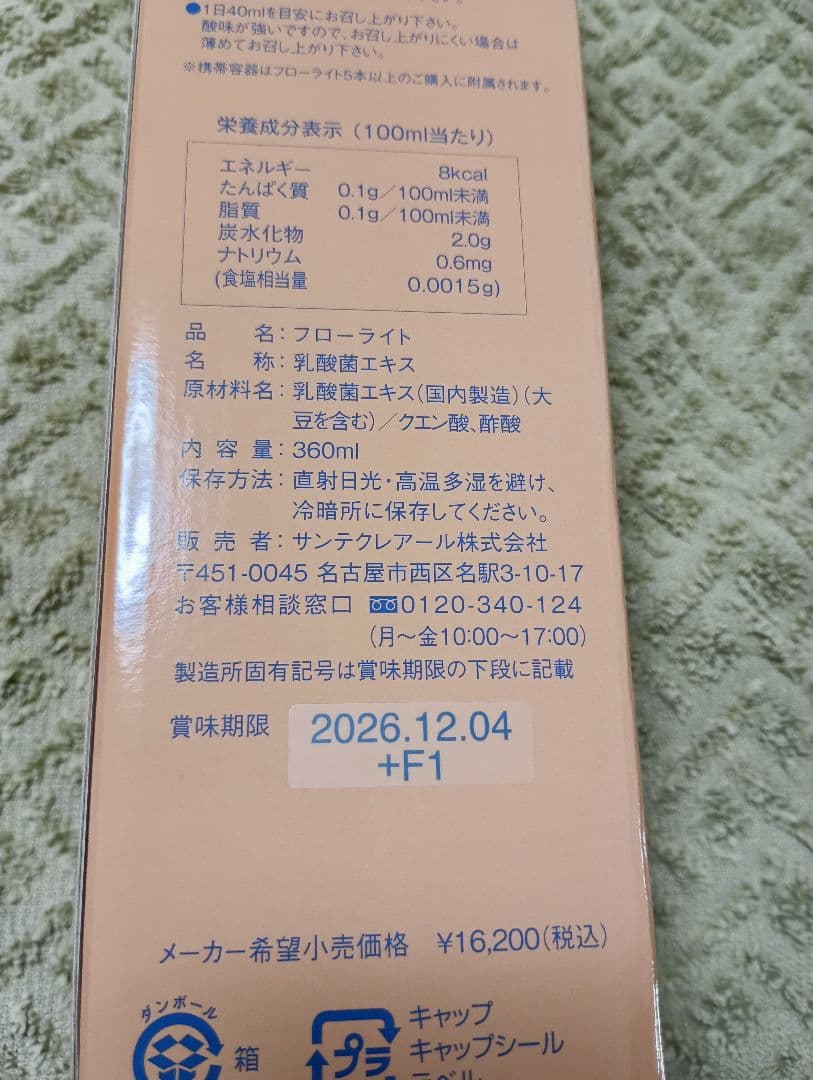 ●1日40mlを目安にお召し上がり下さい。
酸味が強いですので、お召し上がりにくい場合は
薄めてお召し上がり下さい。
※携帯容器はフローライト5本以上のご購入に附属されます。
栄養成分表示（100ml当たり）
エネルギー 8kcal
たんぱく質 0.1g／100ml未満
脂質 0.1g／100ml未満
炭水化物 2.0g
ナトリウム 0.6mg
(食塩相当量 0.0015g)
品名：フローライト
名称：乳酸菌エキス
原材料名：乳酸菌エキス（国内製造）（大
豆を含む）／クエン酸、酢酸
内容量：360ml
保存方法：直射日光・高温多湿を避け、
冷暗所に保存してください。
販売者：サンテクレアール株式会社
〒451-0045 名古屋市西区名駅3-10-17
お客様相談窓口 0120-340-124
（月～金10:00～17:00）
製造所固有記号は賞味期限の下段に記載
賞味期限 2026.12.04
+F1
メーカー希望小売価格 ¥16,200（税込）
ダンボール
箱
プラ
キャップ
キャップシール
ラベル